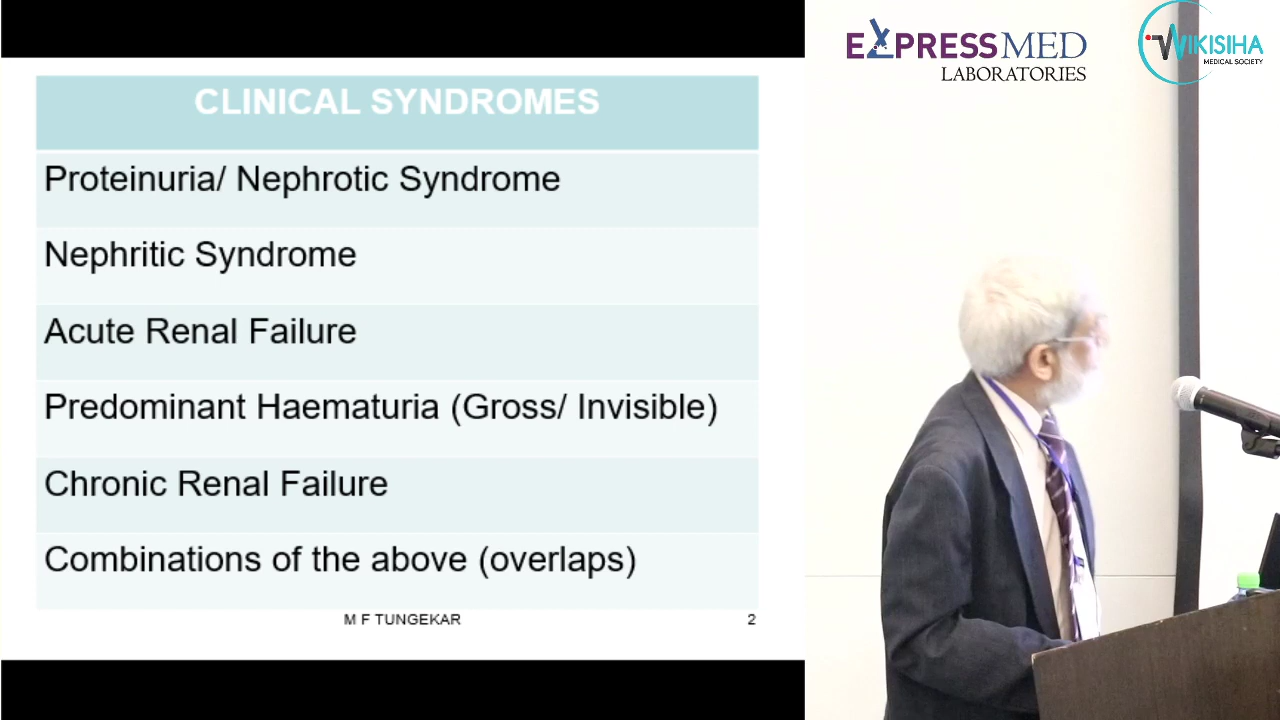 CLINICAL SYNDROMES
Proteinuria/ Nephrotic Syndrome
Nephritic Syndrome
Acute Renal Failure
Predominant Haematuria (Gross/ Invisible)
Chronic Renal Failure
Combinations of the above (overlaps)
M F TUNGEKAR 2
EXPRESSMED
LABORATORIES
WIKISIHA
MEDICAL SOCIETY